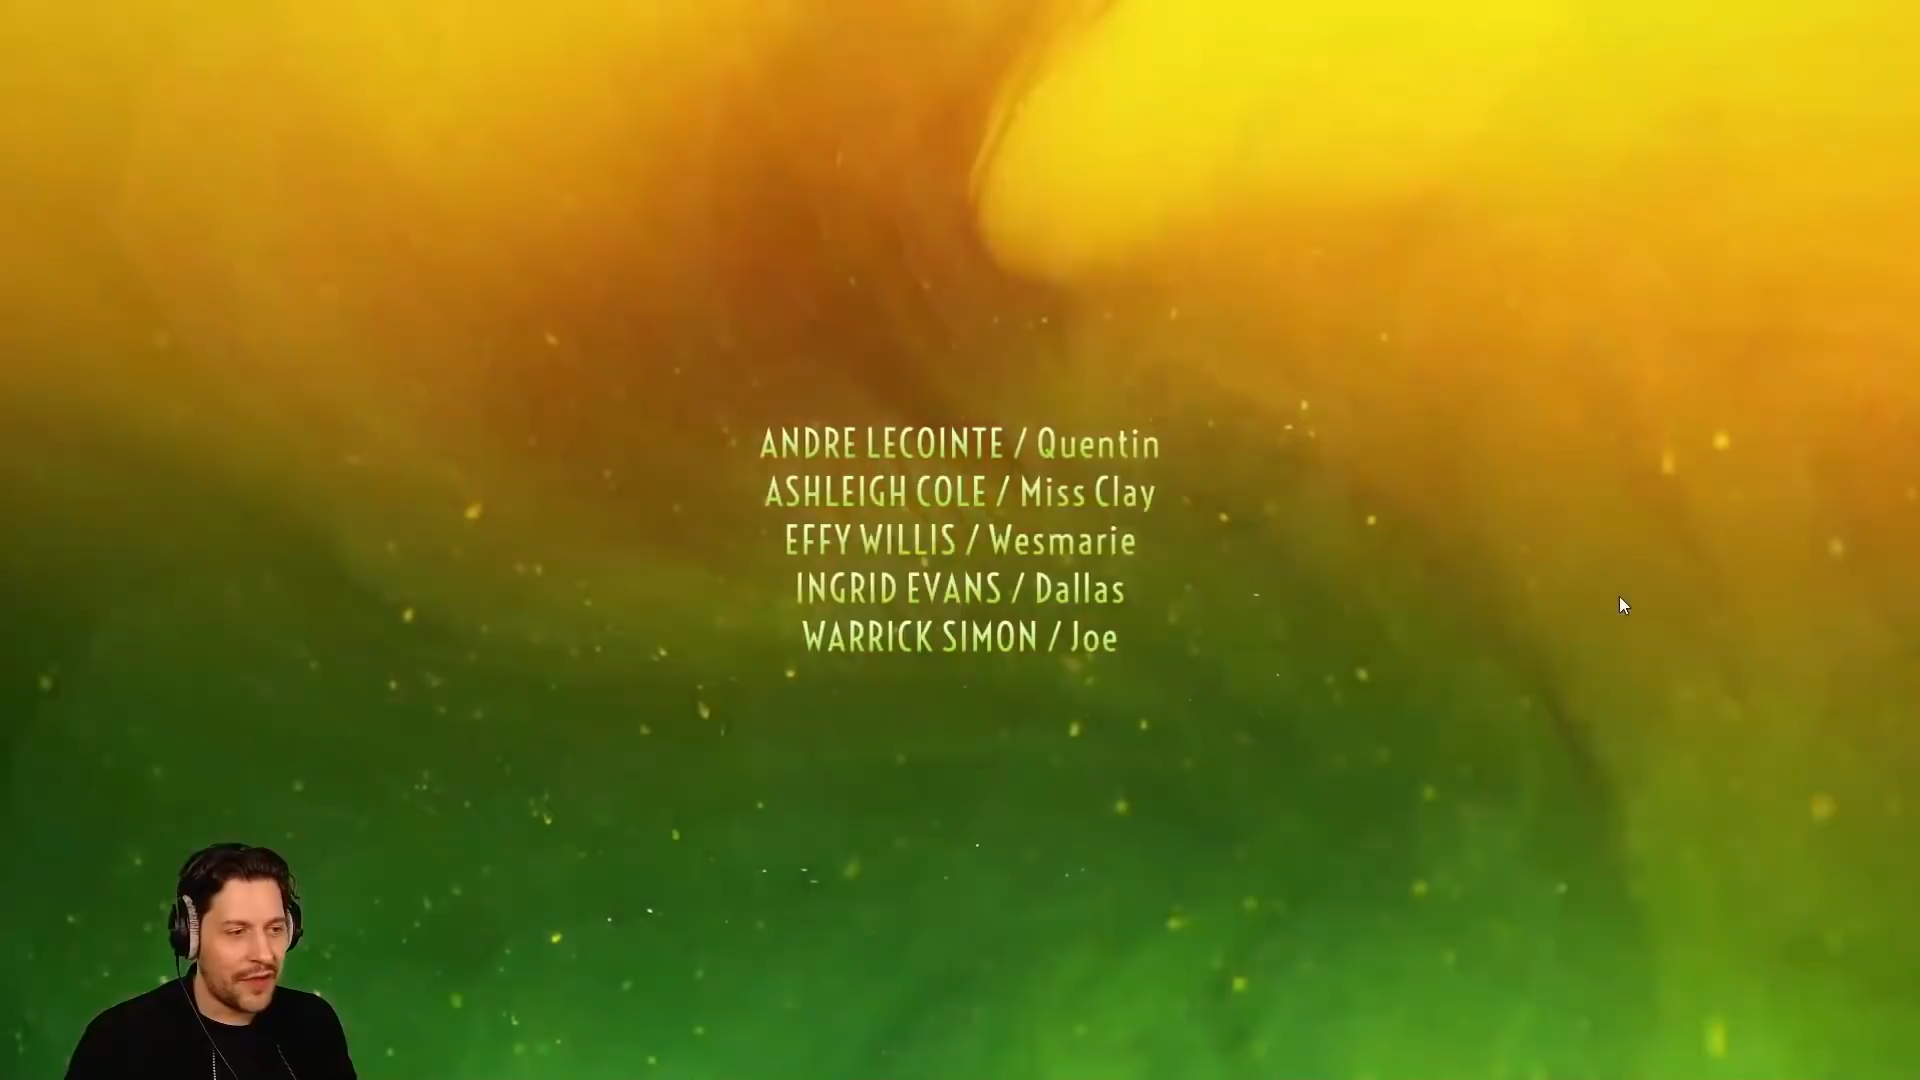 ANDRE LECOINTE / Quentin
ASHLEIGH COLE / Miss Clay
EFFY WILLIS / Wesmarie
INGRID EVANS / Dallas
WARRICK SIMON / Joe